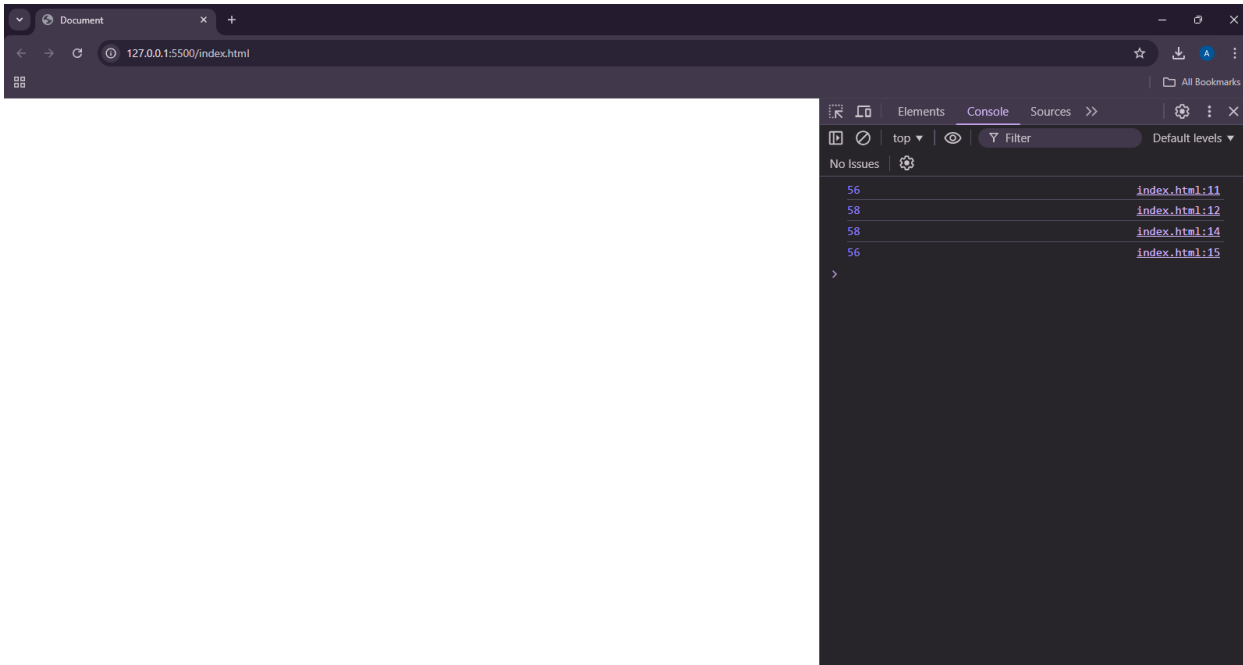 Document
127.0.0.1:5500/index.html
A
All Bookmarks
Elements Console Sources
top Filter Default levels
No Issues
56 index.html:11
58 index.html:12
58 index.html:14
56 index.html:15